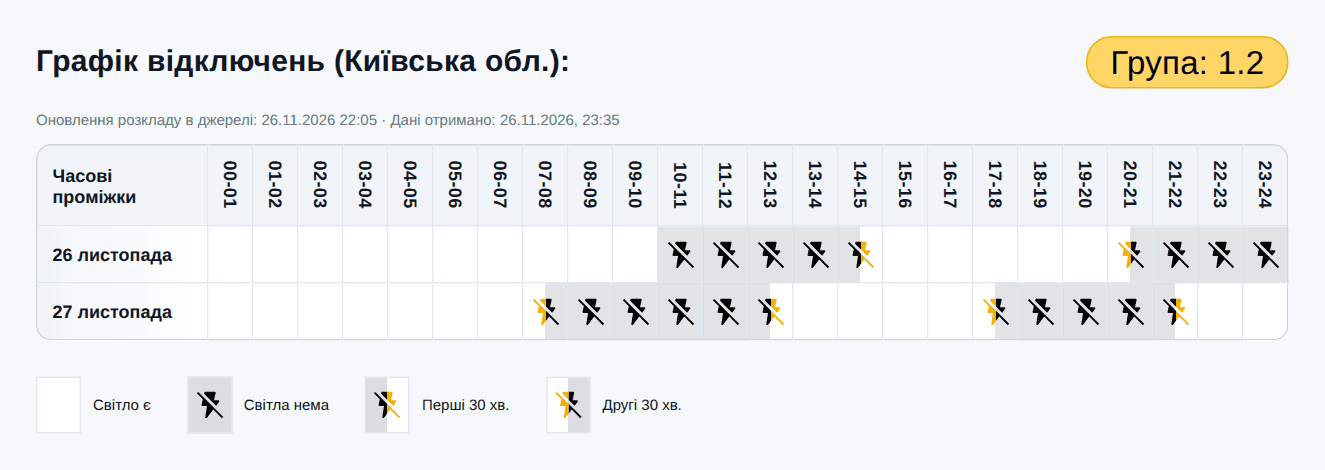 Графік відключень (Київська обл.):
Група: 1.2
Оновлення розкладу в джерелі: 26.11.2026 22:05 · Дані отримано: 26.11.2026, 23:35
Часові
проміжки
00-01
01-02
02-03
03-04
04-05
05-06
06-07
07-08
08-09
09-10
10-11
11-12
12-13
13-14
14-15
15-16
16-17
17-18
18-19
19-20
20-21
21-22
22-23
23-24
26 листопада
27 листопада
Світло є
Світла нема
Перші 30 хв.
Другі 30 хв.